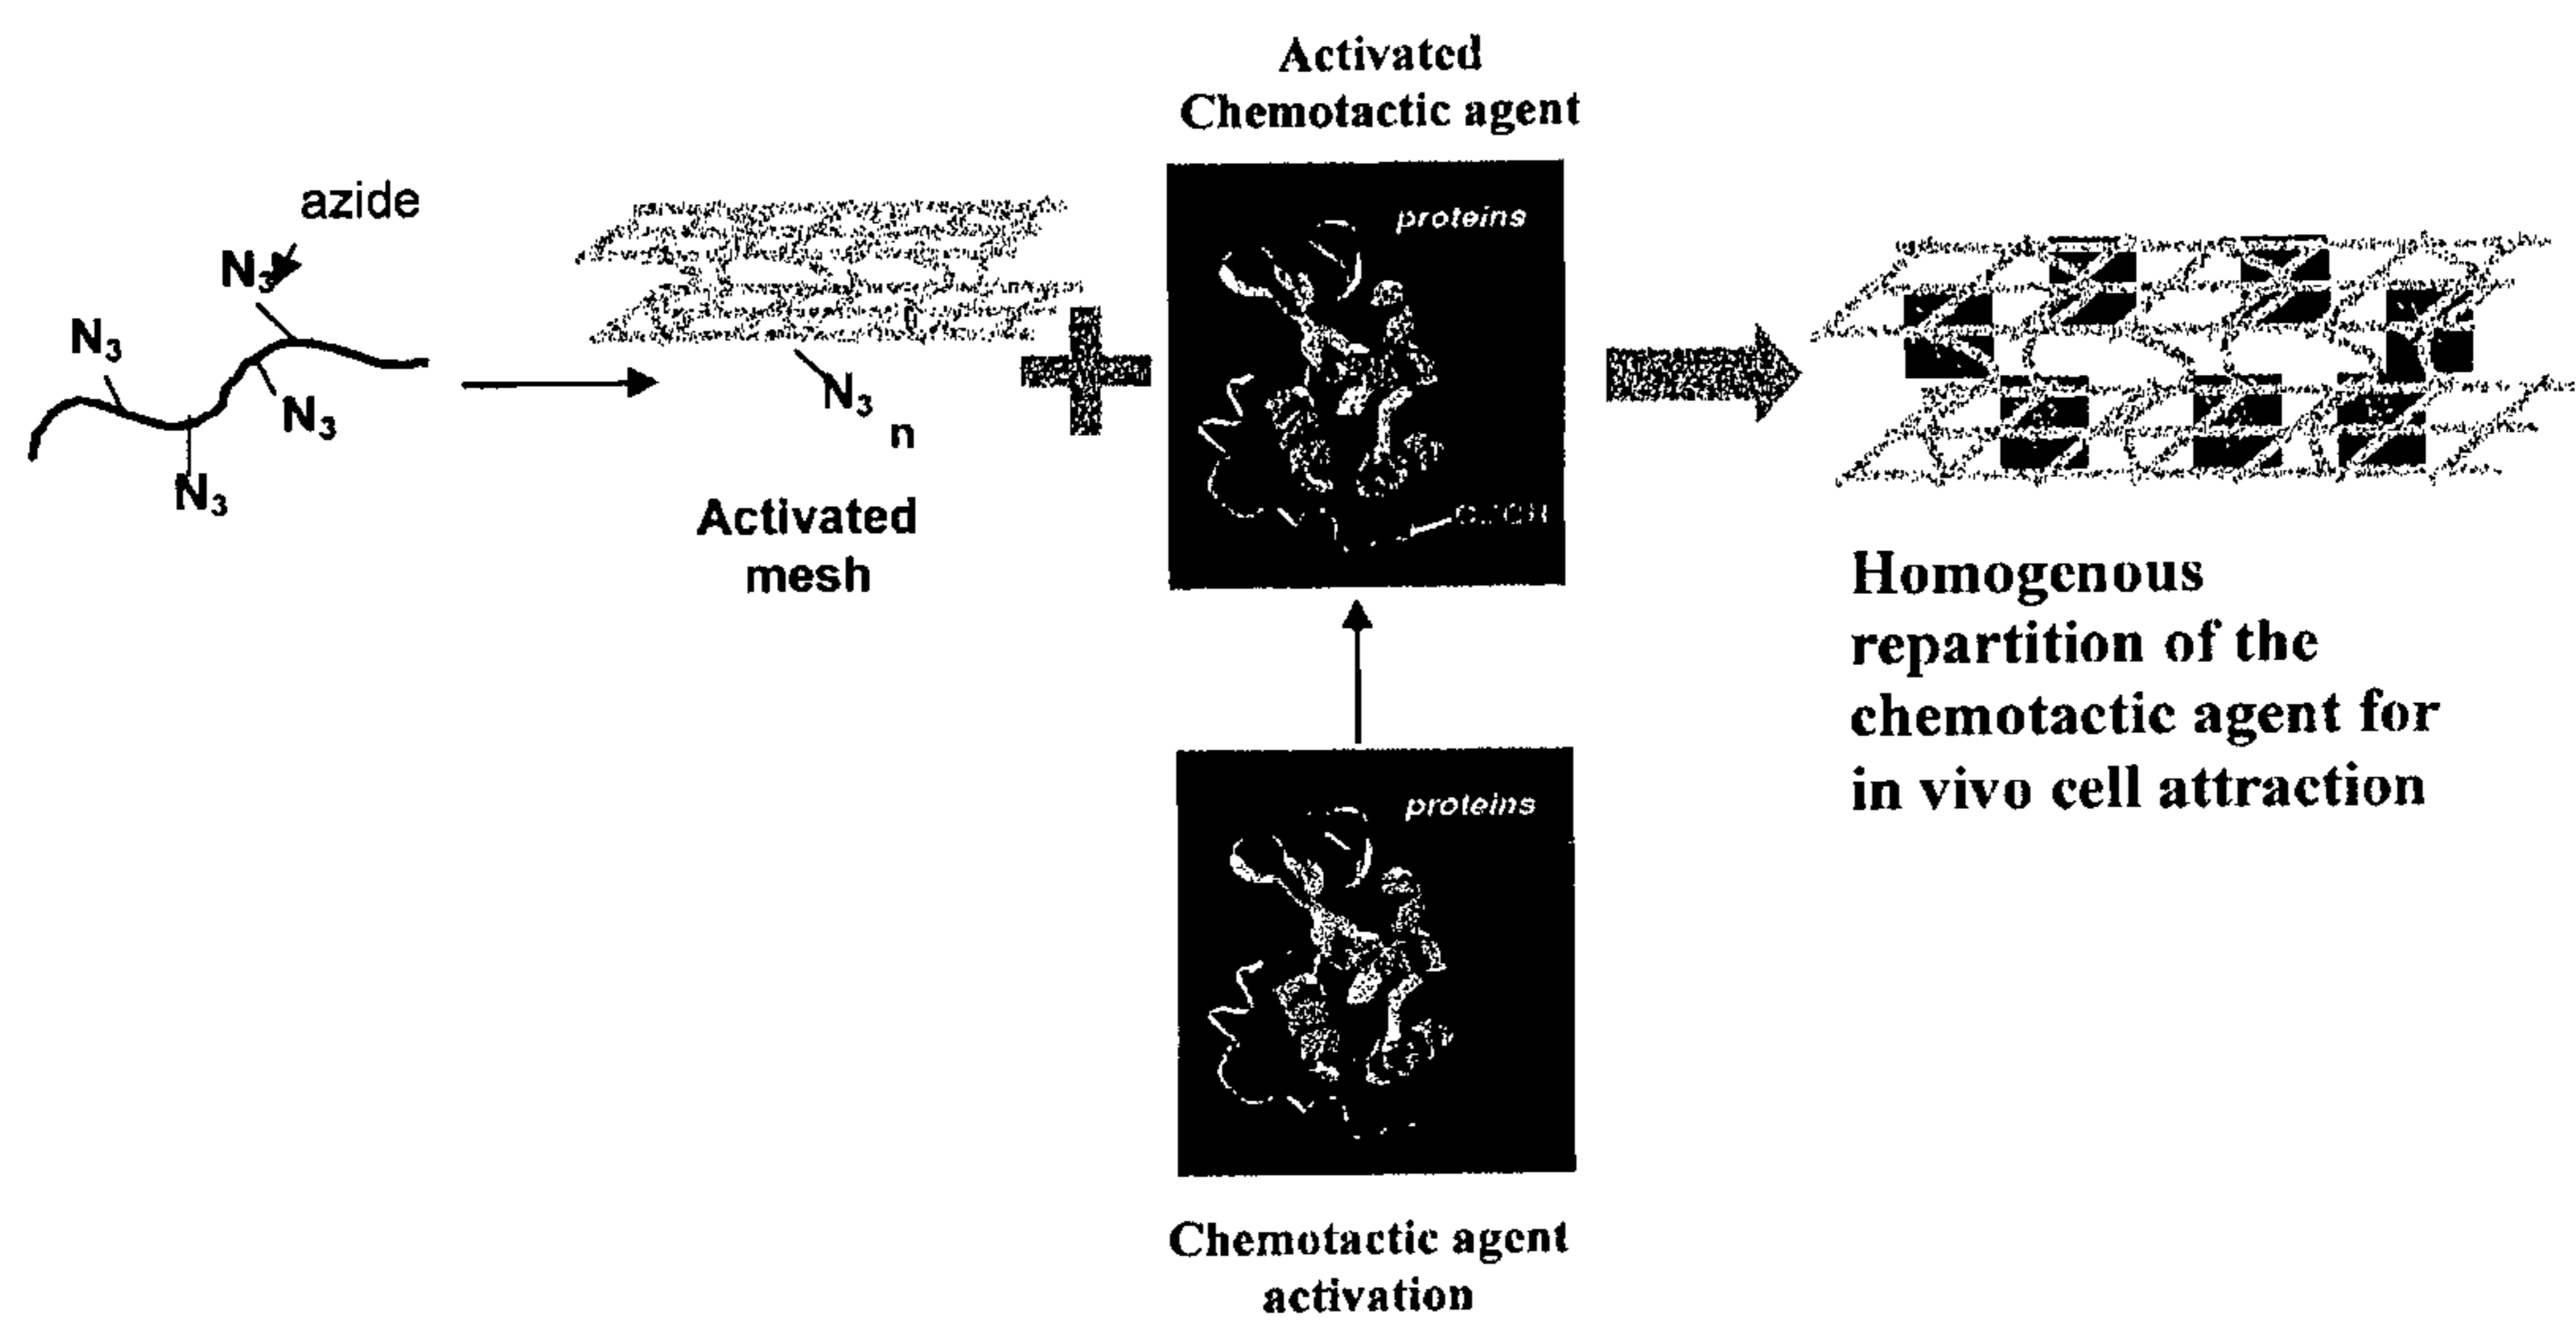 Activated
Chemotactic agent
azide
N3
N3
N3
N3
N3
n
Activated
mesh
proteins
Homogenous
repartition of the
chemotactic agent for
in vivo cell attraction
proteins
Chemotactic agent
activation